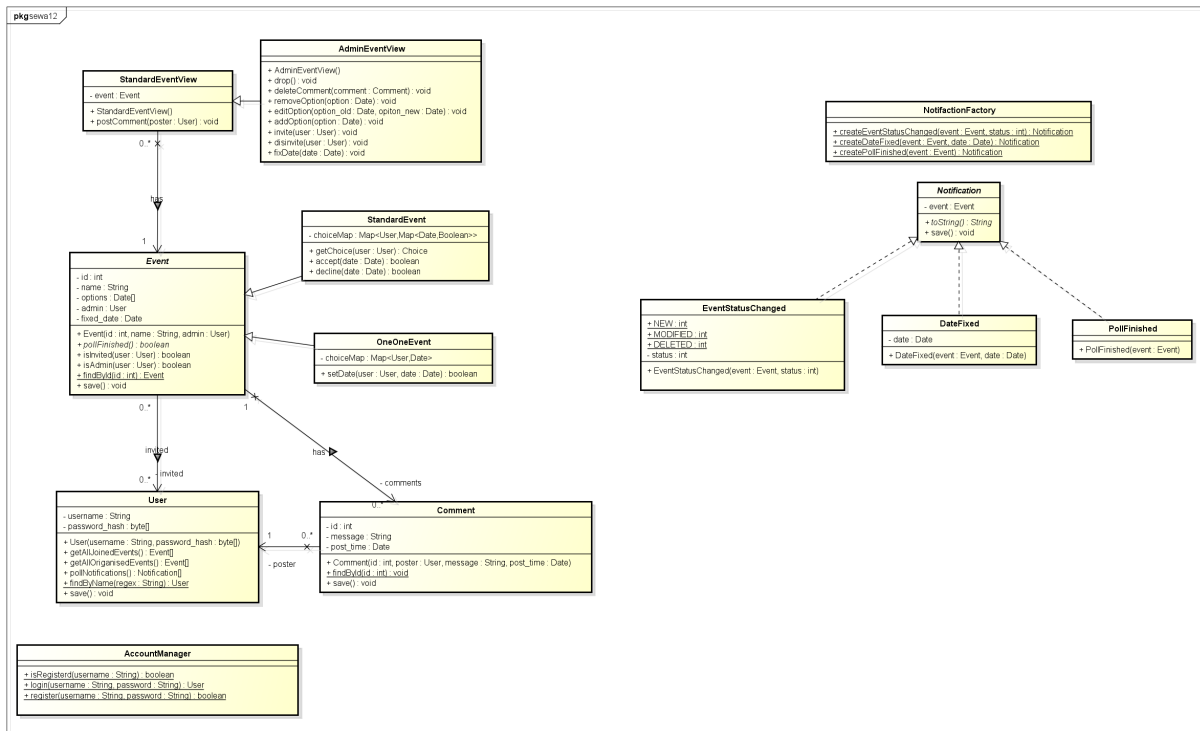 pkg sewa12
AdminEventView
+ AdminEventView()
+ drop() : void
+ deleteComment(comment : Comment) : void
+ removeOption(option : Date) : void
+ editOption(option_old : Date, opiton_new : Date) : void
+ addOption(option : Date) : void
+ invite(user : User) : void
+ disinvite(user : User) : void
+ fixDate(date : Date) : void
StandardEventView
- event : Event
+ StandardEventView()
+ postComment(poster : User) : void
0..*
has
1
NotifactionFactory
+ createEventStatusChanged(event : Event, status : int) : Notification
+ createDateFixed(event : Event, date : Date) : Notification
+ createPollFinished(event : Event) : Notification
Notification
- event : Event
+ toString() : String
+ save() : void
StandardEvent
- choiceMap : Map<User,Map<Date,Boolean>>
+ getChoice(user : User) : Choice
+ accept(date : Date) : boolean
+ decline(date : Date) : boolean
Event
- id : int
- name : String
- options : Date[]
- admin : User
- fixed_date : Date
+ Event(id : int, name : String, admin : User)
+ pollFinished() : boolean
+ isInvited(user : User) : boolean
+ isAdmin(user : User) : boolean
+ findById(id : int) : Event
+ save() : void
OneOneEvent
- choiceMap : Map<User,Date>
+ setDate(user : User, date : Date) : boolean
EventStatusChanged
+ NEW : int
+ MODIFIED : int
+ DELETED : int
- status : int
+ EventStatusChanged(event : Event, status : int)
DateFixed
- date : Date
+ DateFixed(event : Event, date : Date)
PollFinished
+ PollFinished(event : Event)
0..*
1
invited
has
- invited
0..*
- comments
0..*
User
- username : String
- password_hash : byte[]
+ User(username : String, password_hash : byte[])
+ getAllJoinedEvents() : Event[]
+ getAllOrganisedEvents() : Event[]
+ pollNotifications() : Notification[]
+ findByName(regex : String) : User
+ save() : void
1
0..*
- poster
Comment
- id : int
- message : String
- post_time : Date
+ Comment(id : int, poster : User, message : String, post_time : Date)
+ findById(id : int) : void
+ save() : void
AccountManager
+ isRegisterd(username : String) : boolean
+ login(username : String, password : String) : User
+ register(username : String, password : String) : boolean